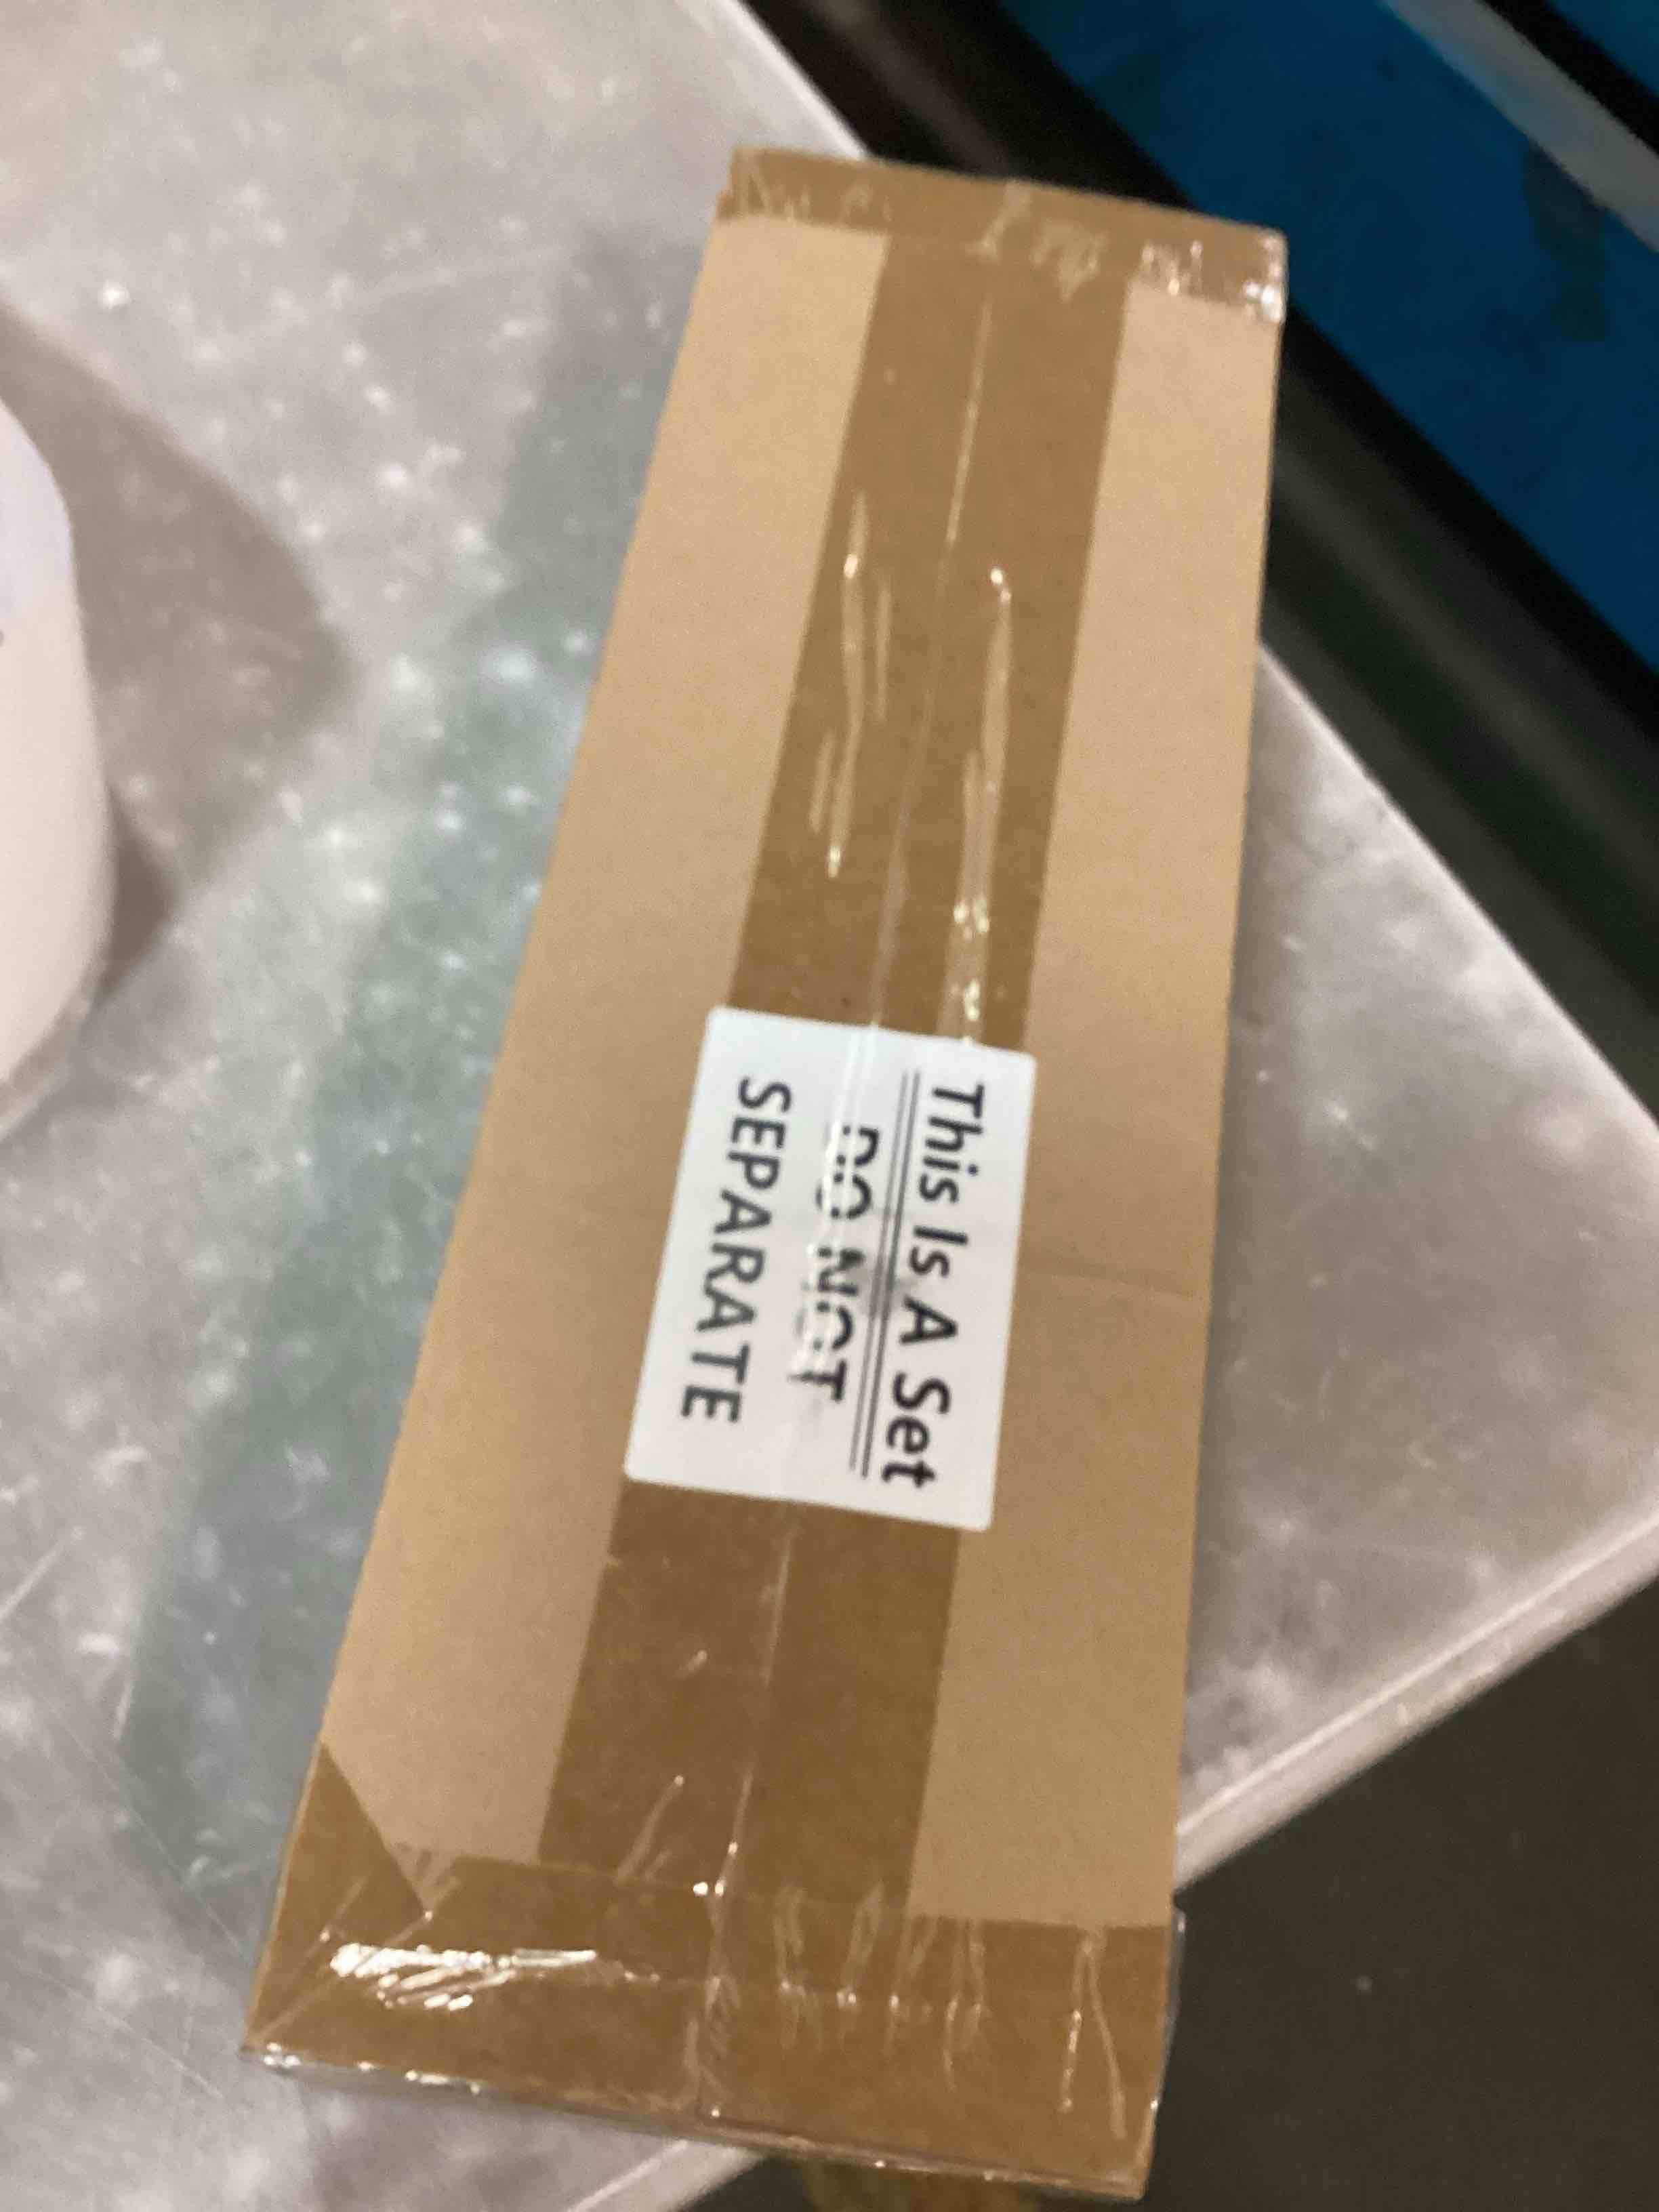 This Is A Set
DO NOT
SEPARATE